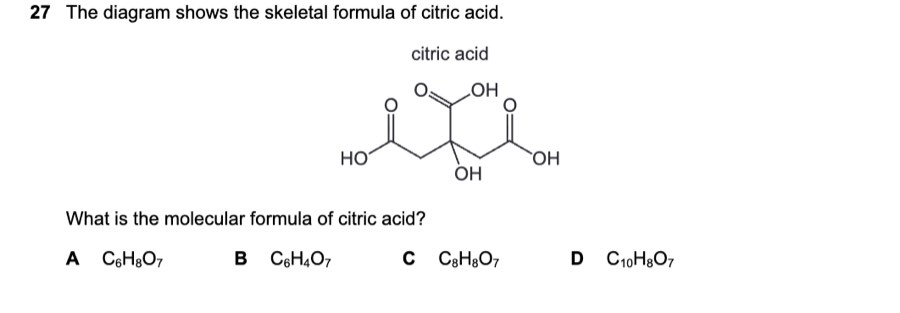 27 The diagram shows the skeletal formula of citric acid.
citric acid
O OH
O O
HO OH
OH
What is the molecular formula of citric acid?
A C₆H₈O₇ B C₆H₄O₇ C C₈H₈O₇ D C₁₀H₈O₇